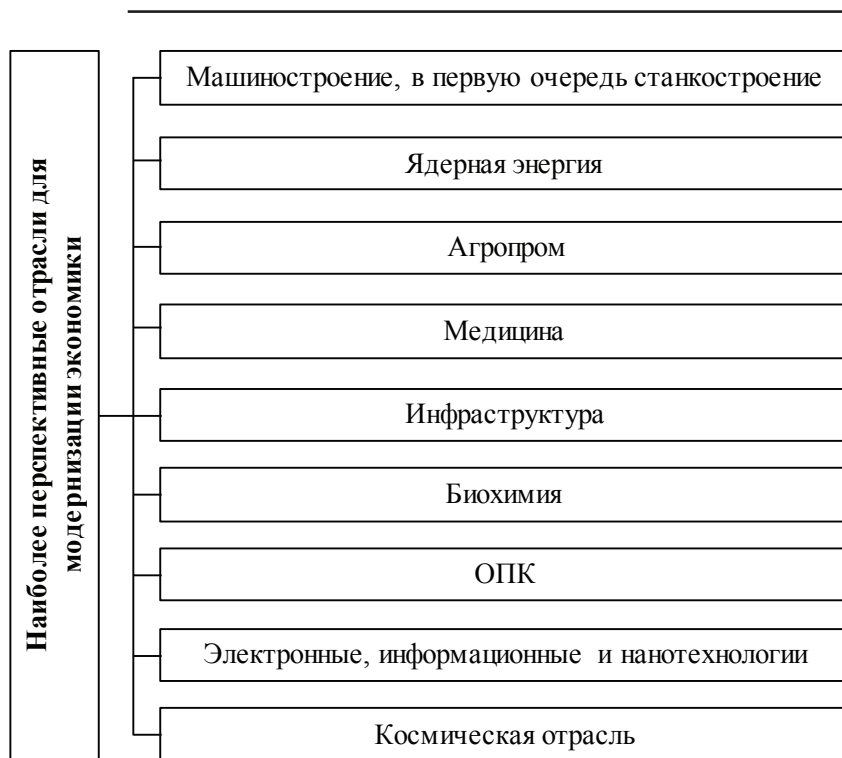 Наиболее перспективные отрасли для
модернизации экономики
Машиностроение, в первую очередь станкостроение
Ядерная энергия
Агропром
Медицина
Инфраструктура
Биохимия
ОПК
Электронные, информационные и нанотехнологии
Космическая отрасль